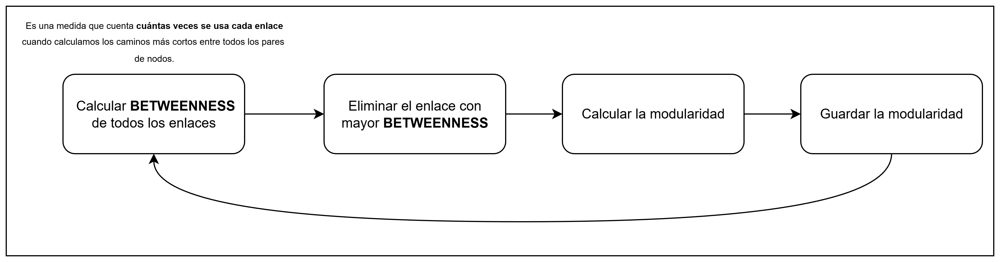 Es una medida que cuenta cuántas veces se usa cada enlace
cuando calculamos los caminos más cortos entre todos los pares
de nodos.
Calcular BETWEENNESS
de todos los enlaces
Eliminar el enlace con
mayor BETWEENNESS
Calcular la modularidad
Guardar la modularidad